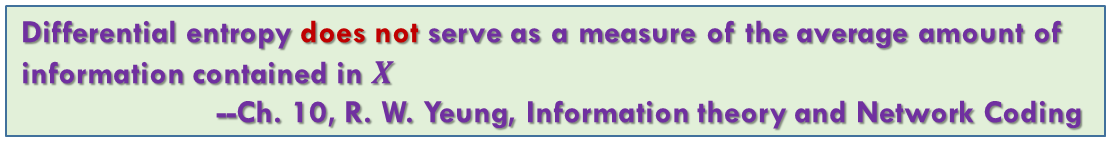 Differential entropy does not serve as a measure of the average amount of
information contained in X
--Ch. 10, R. W. Yeung, Information theory and Network Coding